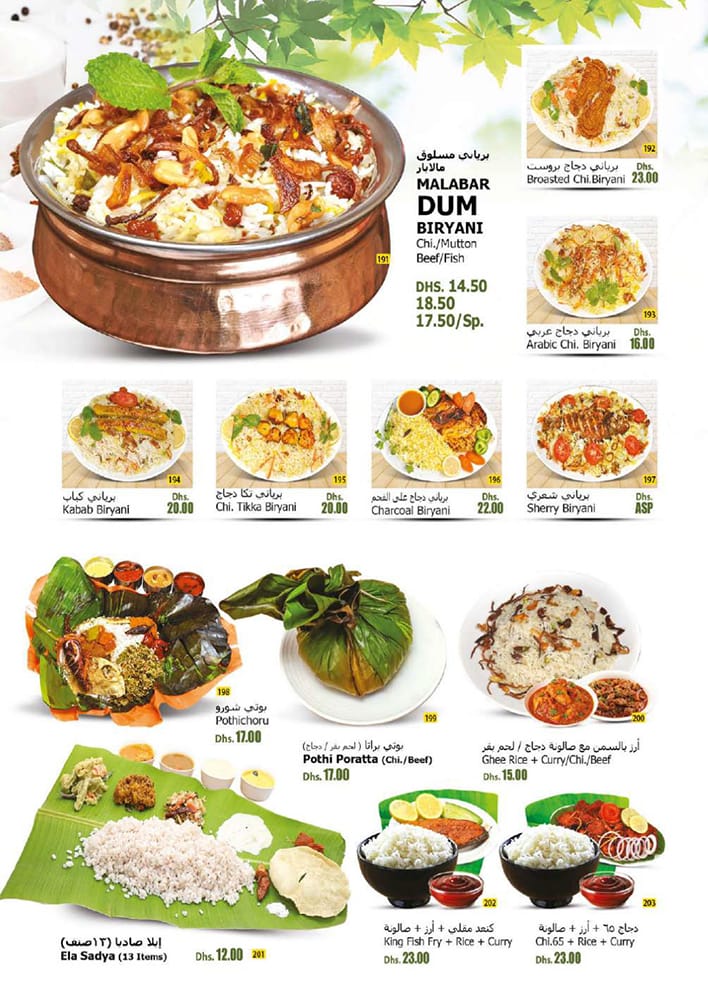 برياني مسلوق
مالابار
MALABAR
DUM
BIRYANI
Chi./Mutton
Beef/Fish
DHS. 14.50
18.50
17.50/Sp.
191
192
برياني دجاج بروست
Dhs.
Broasted Chi.Biryani
23.00
193
برياني دجاج عربي
Dhs.
Arabic Chi. Biryani
16.00
194
برياني كباب
Dhs.
Kabab Biryani
20.00
195
برياني تكا دجاج
Dhs.
Chi. Tikka Biryani
20.00
196
برياني دجاج علي الفحم
Dhs.
Charcoal Biryani
22.00
197
برياني شعري
Dhs.
Sherry Biryani
ASP
198
بوتي شورو
Pothichoru
Dhs. 17.00
199
بوتي براتا ( لحم بقر / دجاج)
Pothi Poratta (Chi./Beef)
Dhs. 17.00
200
أرز بالسمن مع صالونة دجاج / لحم بقر
Ghee Rice + Curry/Chi./Beef
Dhs. 15.00
إيلا صاديا (١٣صنف)
Ela Sadya (13 Items)
Dhs. 12.00
201
202
كنعد مقلي + أرز + صالونة
King Fish Fry + Rice + Curry
Dhs. 23.00
203
دجاج ٦٥ + أرز + صالونة
Chi.65 + Rice + Curry
Dhs. 23.00